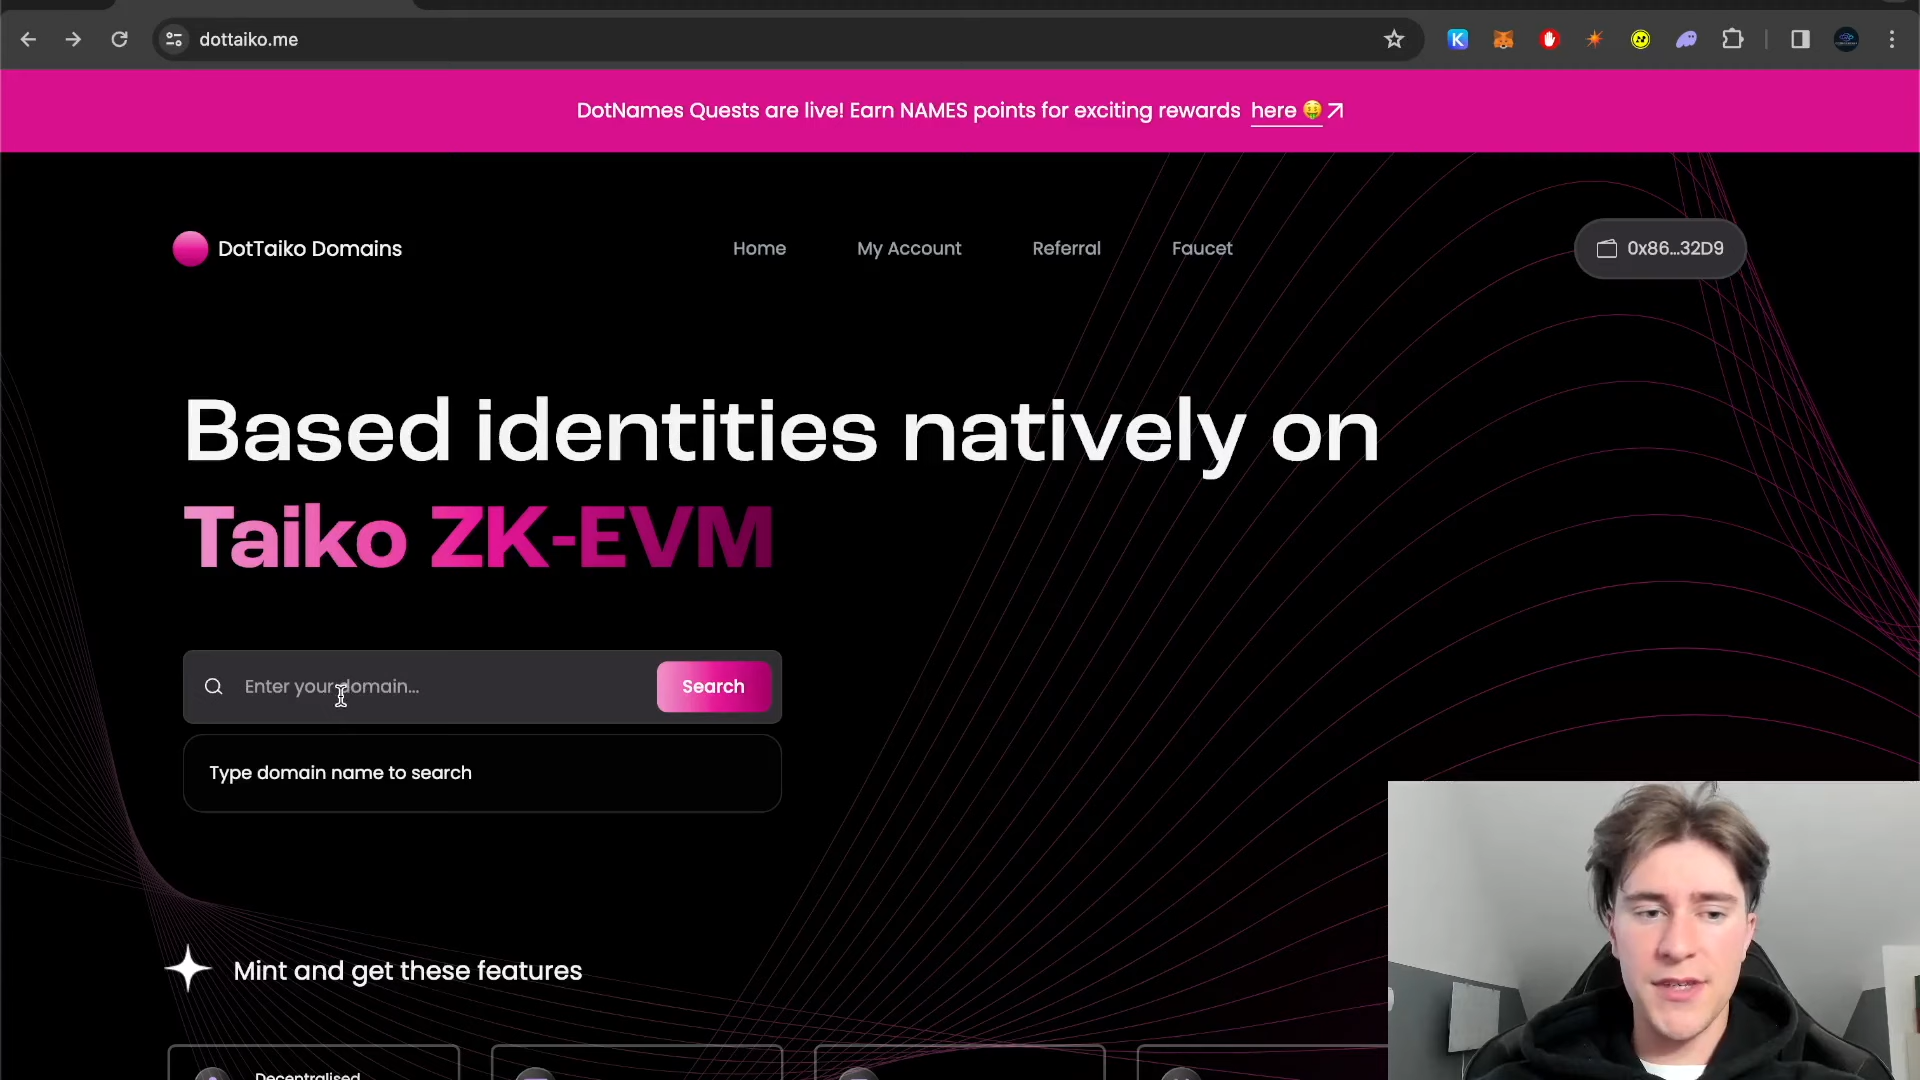 dottaiko.me
DotNames Quests are live! Earn NAMES points for exciting rewards here 🤑
DotTaiko Domains
Home
My Account
Referral
Faucet
0x86...32D9
Based identities natively on
Taiko ZK-EVM
Enter your domain...
Search
Type domain name to search
Mint and get these features
Decentralised